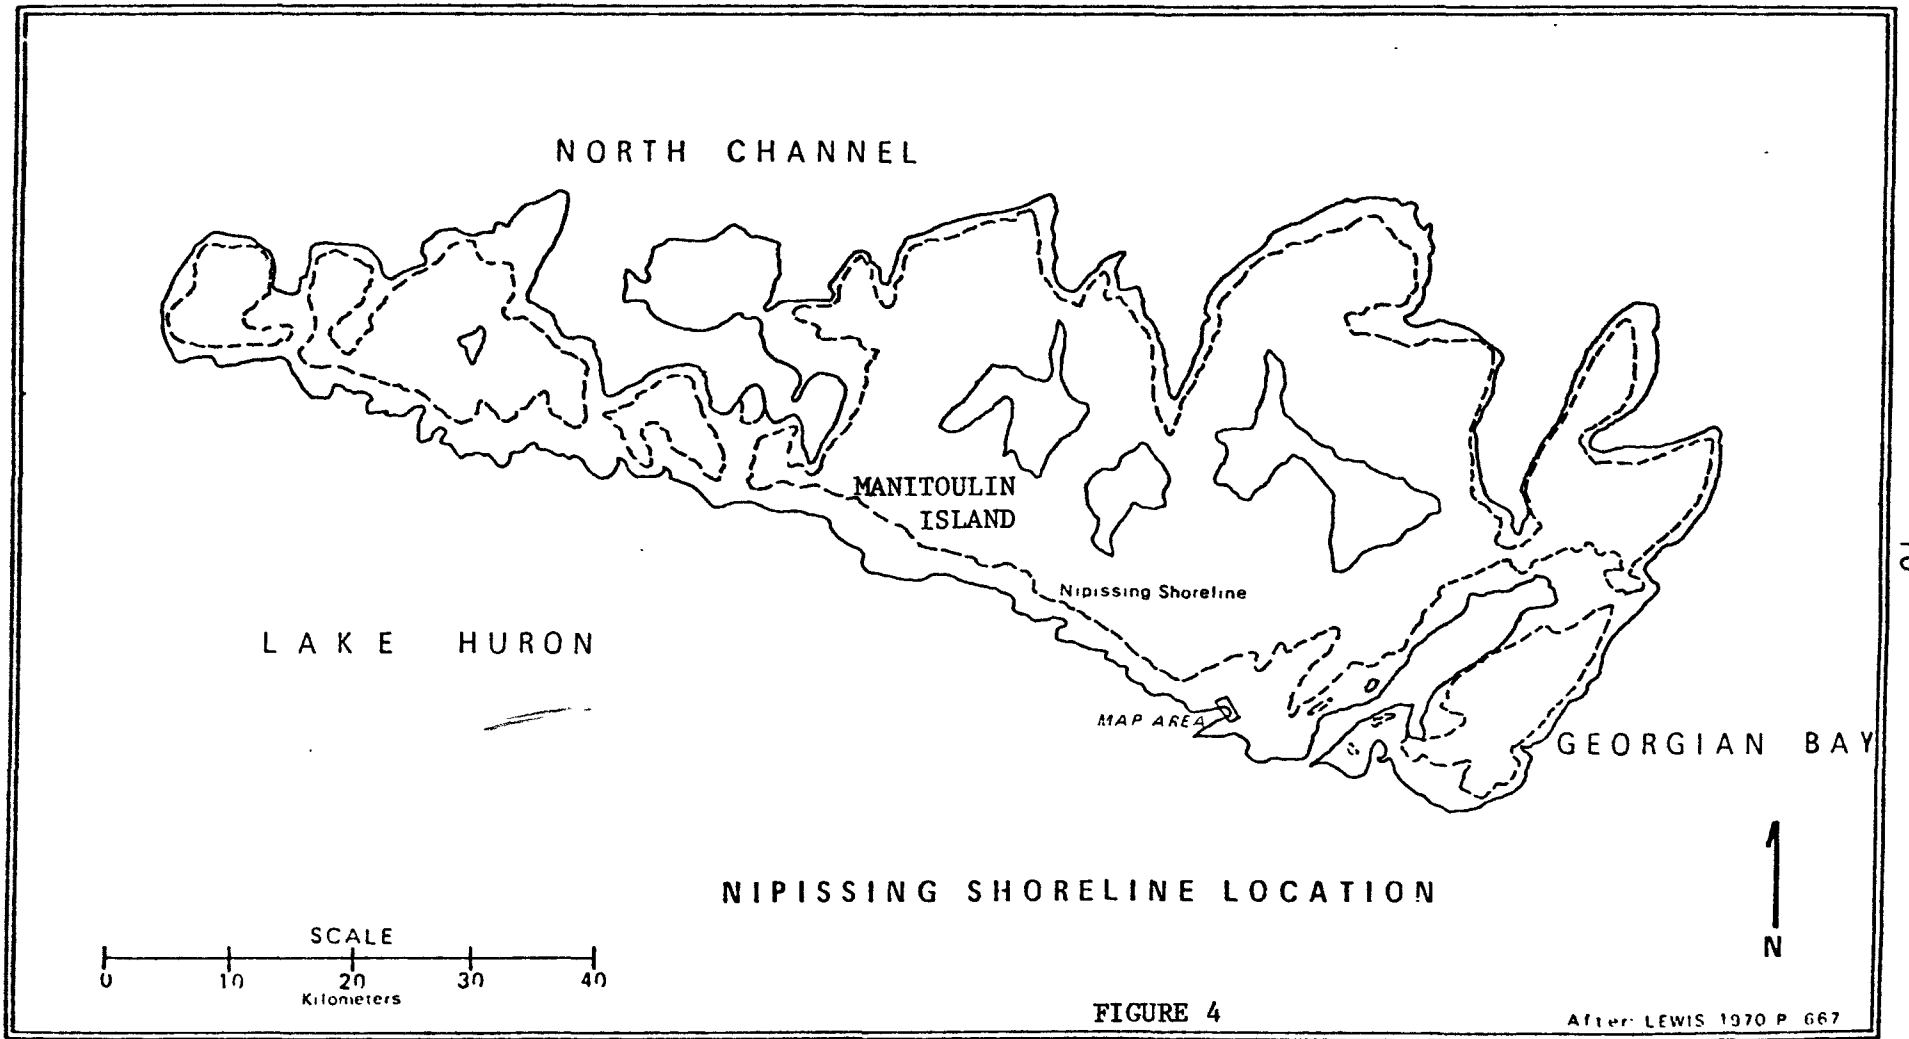 NORTH CHANNEL
MANITOULIN
ISLAND
Nipissing Shoreline
LAKE HURON
MAP AREA
GEORGIAN BAY
NIPISSING SHORELINE LOCATION
N
SCALE
0 10 20 30 40
Kilometers
FIGURE 4
After: LEWIS 1970 P 667